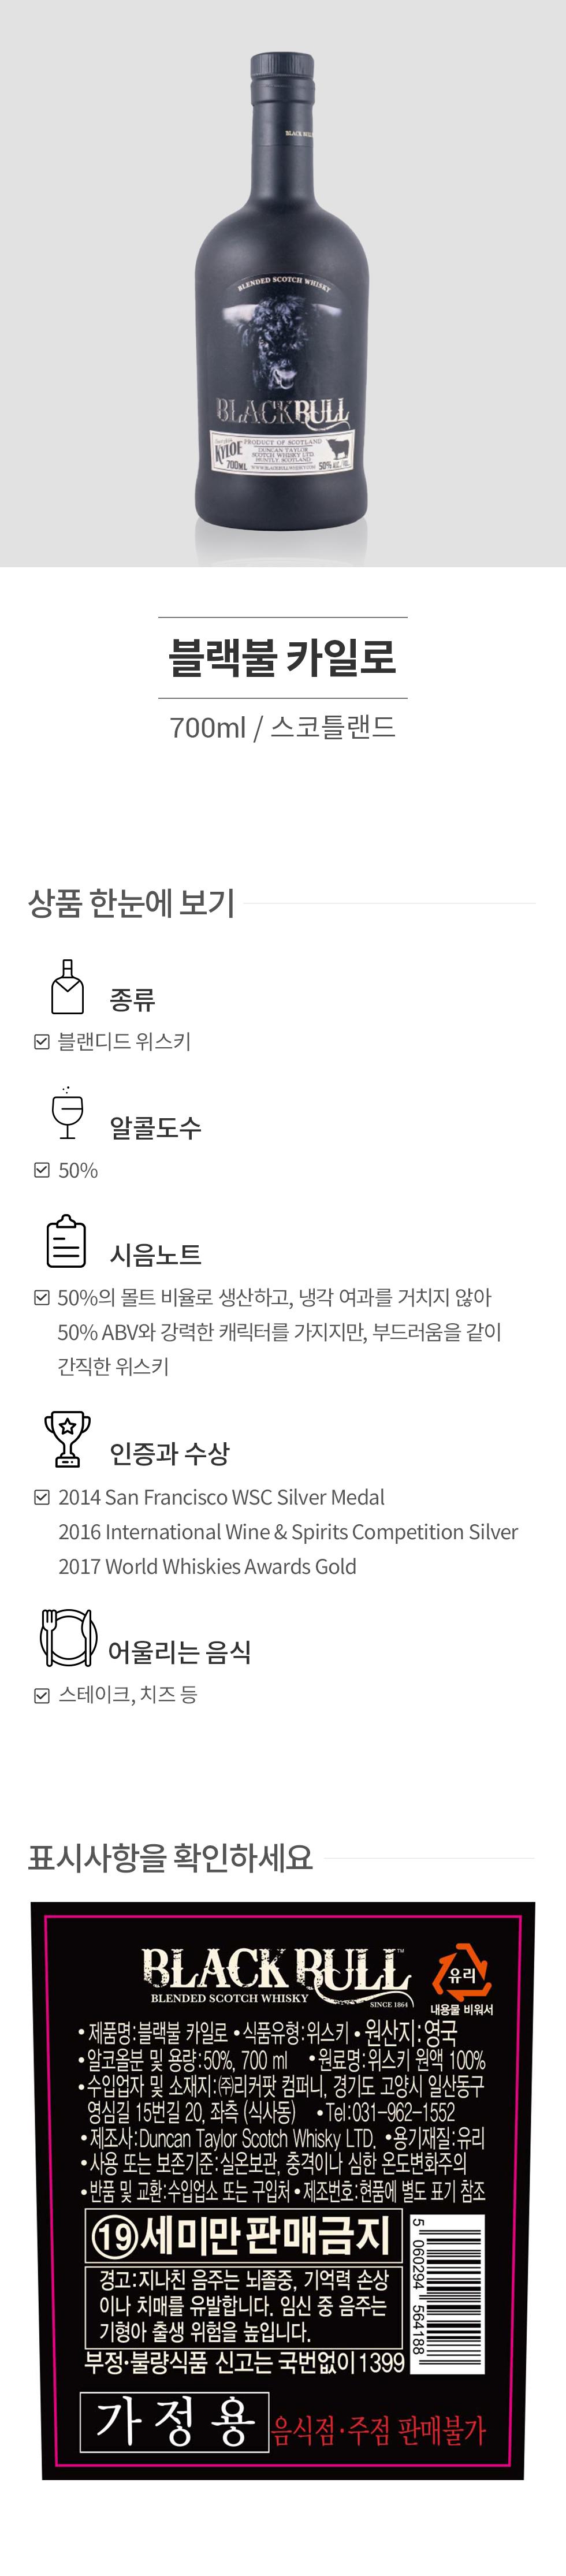 BLACK BULL
BLENDED SCOTCH WHISKY
BLACK BULL
KYLOE
700ML
PRODUCT OF SCOTLAND
DUNCAN TAYLOR
SCOTCH WHISKY LTD.
HUNTLY, SCOTLAND
WWW.BLACKBULLWHISKY.COM
50%
블랙불 카일로
700ml / 스코틀랜드
상품 한눈에 보기
종류
블랜디드 위스키
알콜도수
50%
시음노트
50%의 몰트 비율로 생산하고, 냉각 여과를 거치지 않아
50% ABV와 강력한 캐릭터를 가지지만, 부드러움을 같이
간직한 위스키
인증과 수상
2014 San Francisco WSC Silver Medal
2016 International Wine & Spirits Competition Silver
2017 World Whiskies Awards Gold
어울리는 음식
스테이크, 치즈 등
표시사항을 확인하세요
BLACK BULL™
BLENDED SCOTCH WHISKY
SINCE 1864
유리
내용물 비워서
•제품명:블랙불 카일로 •식품유형:위스키 •원산지:영국
•알코올분 및 용량:50%, 700 ml •원료명:위스키 원액 100%
•수입업자 및 소재지:㈜리커팟 컴퍼니, 경기도 고양시 일산동구
영심길 15번길 20, 좌측 (식사동) •Tel:031-962-1552
•제조사:Duncan Taylor Scotch Whisky LTD. •용기재질:유리
•사용 또는 보존기준:실온보관, 충격이나 심한 온도변화주의
•반품 및 교환:수입업소 또는 구입처 •제조번호:현품에 별도 표기 참조
⑲세미만판매금지
경고:지나친 음주는 뇌졸중, 기억력 손상
이나 치매를 유발합니다. 임신 중 음주는
기형아 출생 위험을 높입니다.
부정·불량식품 신고는 국번없이1399
5 060294 564188
가정용
음식점·주점 판매불가